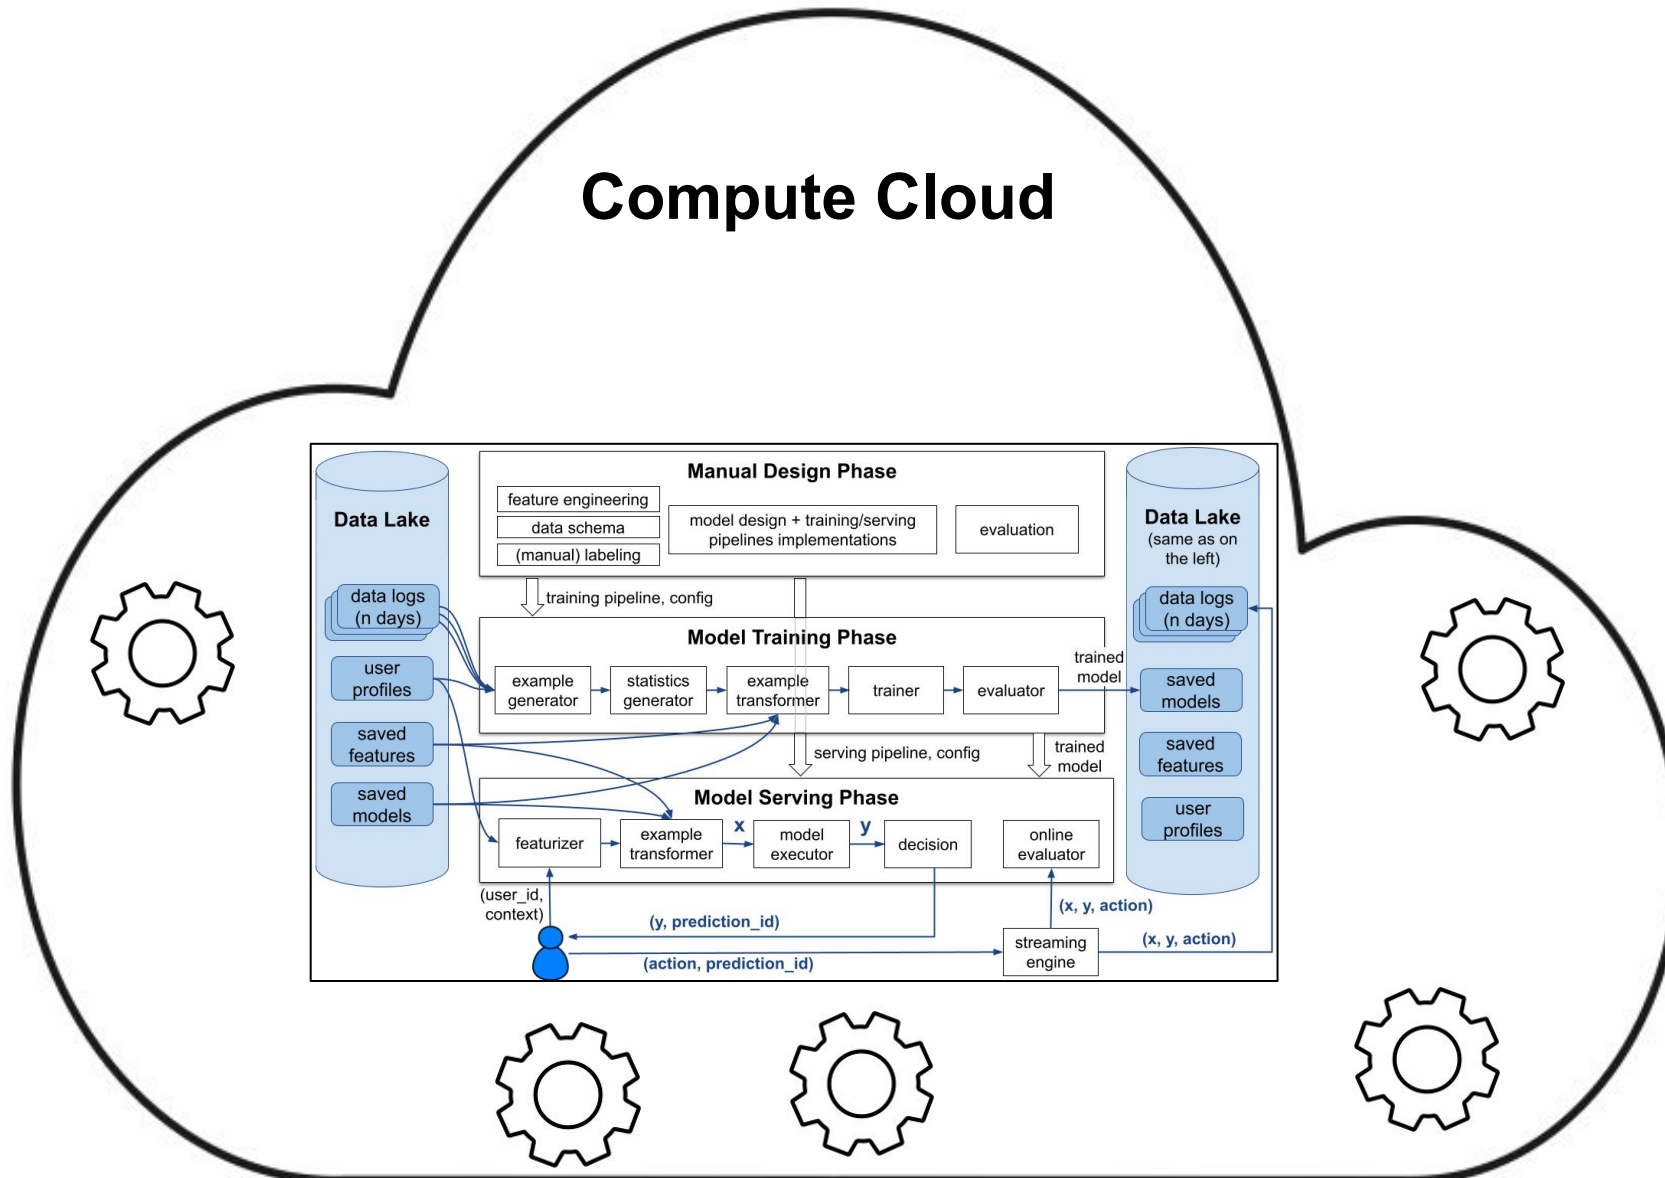 Compute Cloud
Data Lake
data logs
(n days)
user
profiles
saved
features
saved
models
Manual Design Phase
feature engineering
data schema
(manual) labeling
model design + training/serving
pipelines implementations
evaluation
training pipeline, config
Model Training Phase
example
generator
statistics
generator
example
transformer
trainer
evaluator
trained
model
serving pipeline, config
trained
model
Model Serving Phase
featurizer
example
transformer
x
model
executor
y
decision
online
evaluator
(user_id,
context)
(y, prediction_id)
(action, prediction_id)
streaming
engine
(x, y, action)
(x, y, action)
Data Lake
(same as on
the left)
data logs
(n days)
saved
models
saved
features
user
profiles